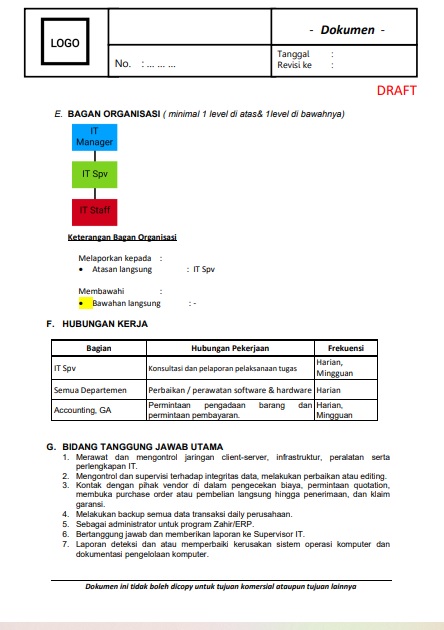 LOGO
- Dokumen -
No. : ... ... ...
Tanggal :
Revisi ke :
DRAFT
E. BAGAN ORGANISASI ( minimal 1 level di atas& 1level di bawahnya)
IT
Manager
IT Spv
IT Staff
Keterangan Bagan Organisasi
Melaporkan kepada :
• Atasan langsung : IT Spv
Membawahi :
• Bawahan langsung : -
F. HUBUNGAN KERJA
Bagian Hubungan Pekerjaan Frekuensi
IT Spv Konsultasi dan pelaporan pelaksanaan tugas Harian,
Mingguan
Semua Departemen Perbaikan / perawatan software & hardware Harian
Accounting, GA Permintaan pengadaan barang dan Harian,
permintaan pembayaran. Mingguan
G. BIDANG TANGGUNG JAWAB UTAMA
1. Merawat dan mengontrol jaringan client-server, infrastruktur, peralatan serta
perlengkapan IT.
2. Mengontrol dan supervisi terhadap integritas data, melakukan perbaikan atau editing.
3. Kontak dengan pihak vendor di dalam pengecekan biaya, permintaan quotation,
membuka purchase order atau pembelian langsung hingga penerimaan, dan klaim
garansi.
4. Melakukan backup semua data transaksi daily perusahaan.
5. Sebagai administrator untuk program Zahir/ERP.
6. Bertanggung jawab dan memberikan laporan ke Supervisor IT.
7. Laporan deteksi dan atau memperbaiki kerusakan sistem operasi komputer dan
dokumentasi pengelolaan komputer.
Dokumen ini tidak boleh dicopy untuk tujuan komersial ataupun tujuan lainnya